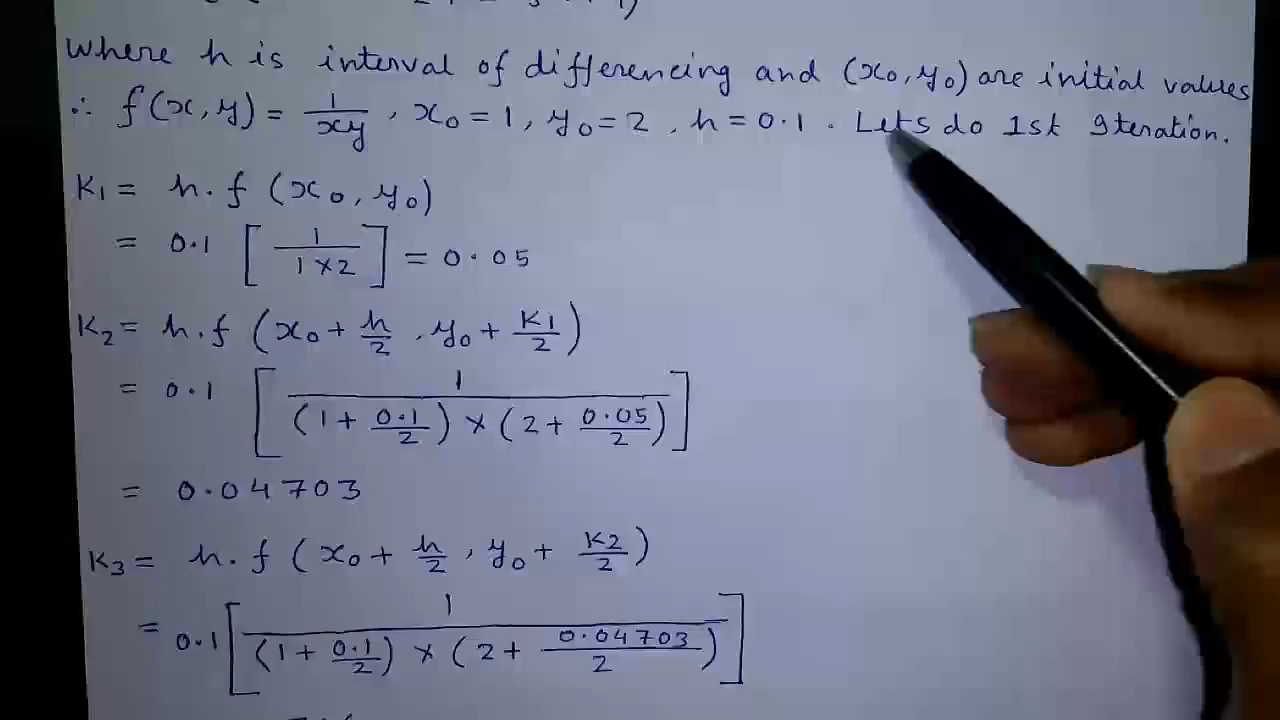 Where h is interval of differencing and (x₀, y₀) are initial values
∴ f(x, y) = 1/xy , x₀ = 1, y₀ = 2 , h = 0.1 . Lets do 1st Iteration.
K₁ = h. f (x₀, y₀)
= 0.1 [ 1/(1×2) ] = 0.05
K₂ = h. f (x₀ + h/2 , y₀ + K₁/2)
= 0.1 [ 1/((1 + 0.1/2) × (2 + 0.05/2)) ]
= 0.04703
K₃ = h. f (x₀ + h/2 , y₀ + K₂/2)
= 0.1 [ 1/((1 + 0.1/2) × (2 + 0.04703/2)) ]